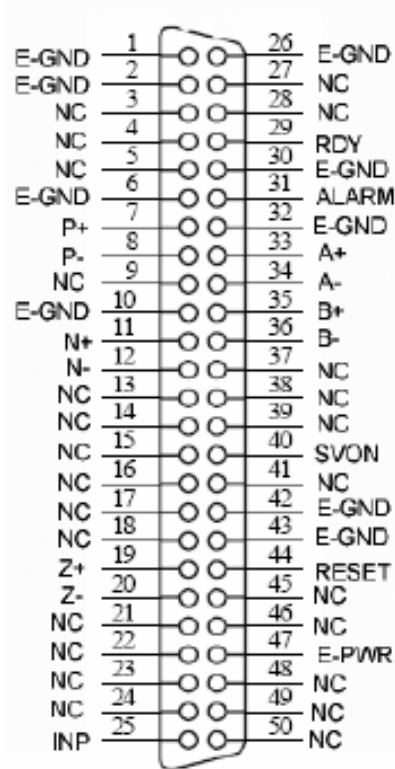 E-GND 1 26 E-GND
E-GND 2 27 NC
NC 3 28 NC
NC 4 29 RDY
NC 5 30 E-GND
E-GND 6 31 ALARM
P+ 7 32 E-GND
P- 8 33 A+
NC 9 34 A-
E-GND 10 35 B+
N+ 11 36 B-
N- 12 37 NC
NC 13 38 NC
NC 14 39 NC
NC 15 40 SVON
NC 16 41 NC
NC 17 42 E-GND
NC 18 43 E-GND
Z+ 19 44 RESET
Z- 20 45 NC
NC 21 46 NC
NC 22 47 E-PWR
NC 23 48 NC
NC 24 49 NC
INP 25 50 NC